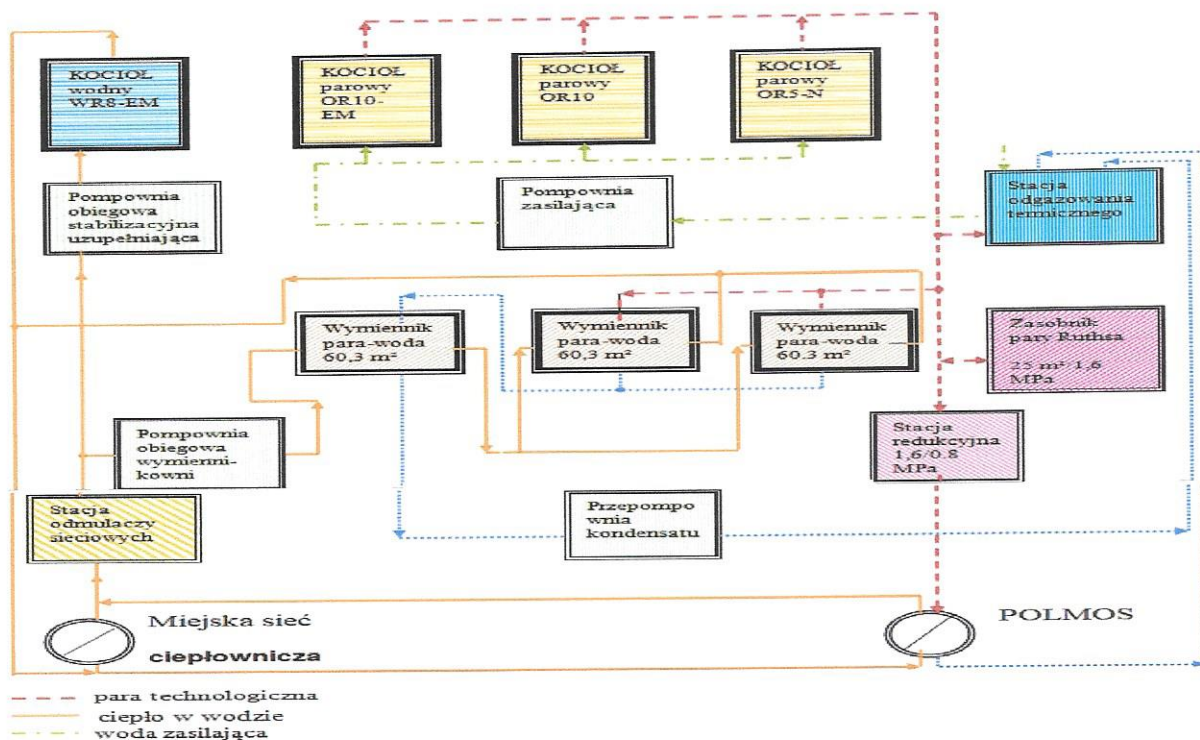 KOCIOŁ
wodny
WR8-EM
KOCIOŁ
parowy
OR10-
EM
KOCIOŁ
parowy
OR10
KOCIOŁ
parowy
OR5-N
Pompownia
obiegowa
stabilizacyjna
uzupełniająca
Pompownia
zasilająca
Stacja
odgazowania
termicznego
Wymiennik
para-woda
60,3 m²
Wymiennik
para-woda
60,3 m²
Wymiennik
para-woda
60.3 m²
Zasobnik
pary Ruthsa
25 m³/1,6
MPa
Pompownia
obiegowa
wymienni-
kowni
Stacja
redukcyjna
1,6/0.8
MPa
Stacja
odmulaczy
sieciowych
Przepompo
wnia
kondensatu
Miejska sieć
ciepłownicza
POLMOS
para technologiczna
ciepło w wodzie
woda zasilająca